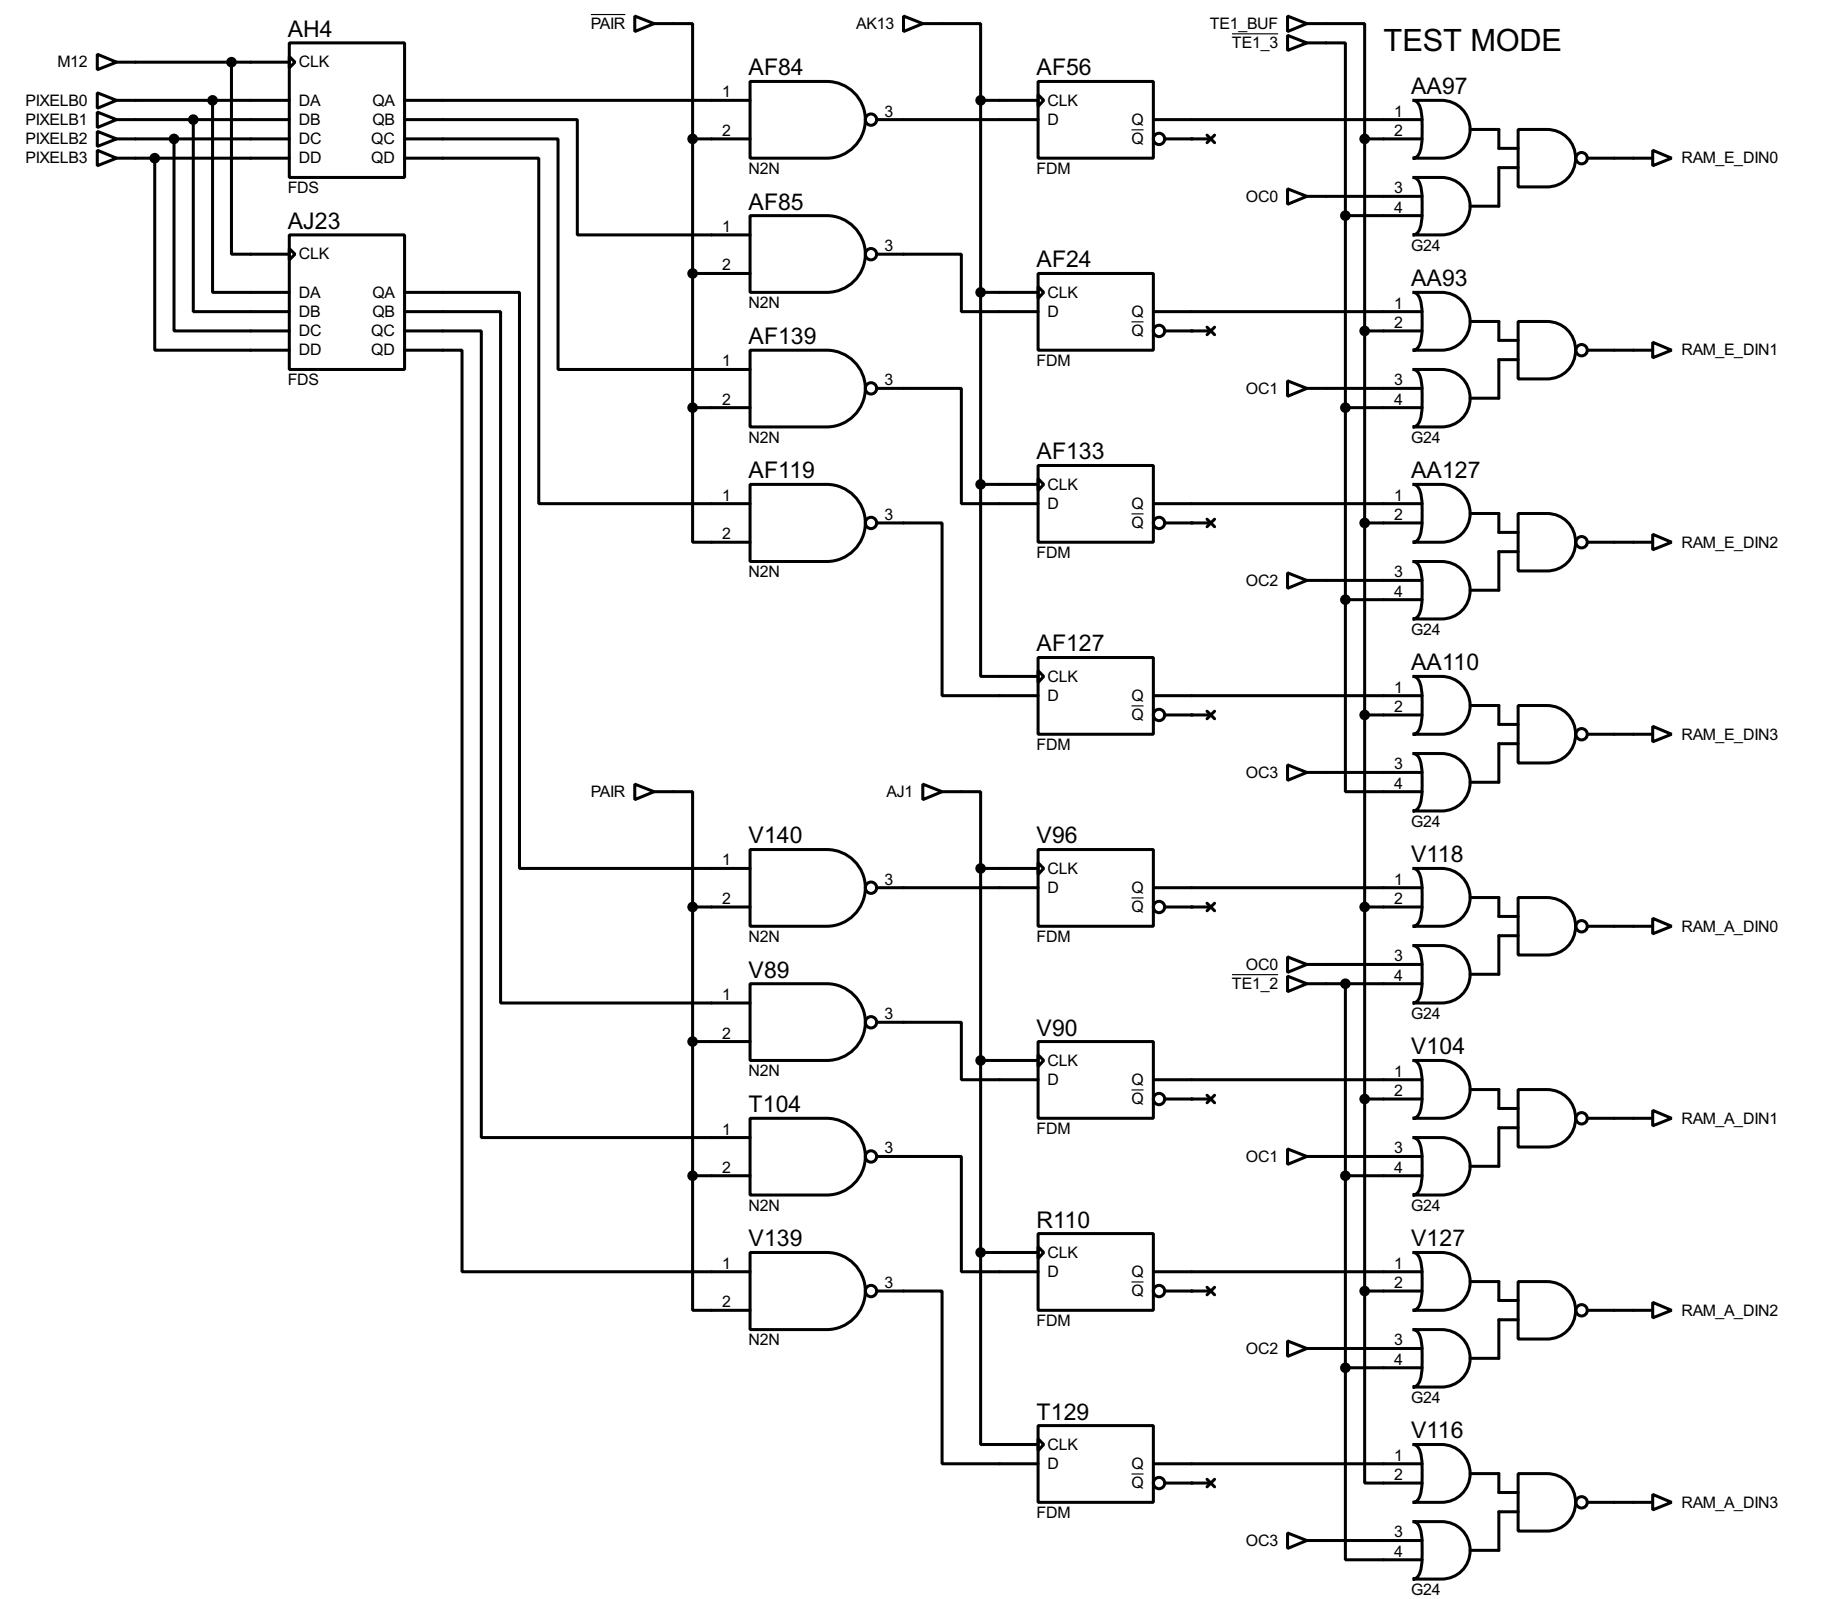 TEST MODE
M12
PIXELB0
PIXELB1
PIXELB2
PIXELB3
AH4
CLK
DA QA
DB QB
DC QC
DD QD
FDS
AJ23
CLK
DA QA
DB QB
DC QC
DD QD
FDS
PAIR
AF84
1
2
3
N2N
AF85
1
2
3
N2N
AF139
1
2
3
N2N
AF119
1
2
3
N2N
PAIR
V140
1
2
3
N2N
V89
1
2
3
N2N
T104
1
2
3
N2N
V139
1
2
3
N2N
AK13
AF56
CLK
D Q
Q
FDM
AF24
CLK
D Q
Q
FDM
AF133
CLK
D Q
Q
FDM
AF127
CLK
D Q
Q
FDM
AJ1
V96
CLK
D Q
Q
FDM
V90
CLK
D Q
Q
FDM
R110
CLK
D Q
Q
FDM
T129
CLK
D Q
Q
FDM
TE1_BUF
TE1_3
AA97
1
2
OC0 3
4
G24
RAM_E_DIN0
AA93
1
2
OC1 3
4
G24
RAM_E_DIN1
AA127
1
2
OC2 3
4
G24
RAM_E_DIN2
AA110
1
2
OC3 3
4
G24
RAM_E_DIN3
V118
1
2
OC0 3
TE1_2 4
G24
RAM_A_DIN0
V104
1
2
OC1 3
4
G24
RAM_A_DIN1
V127
1
2
OC2 3
4
G24
RAM_A_DIN2
V116
1
2
OC3 3
4
G24
RAM_A_DIN3